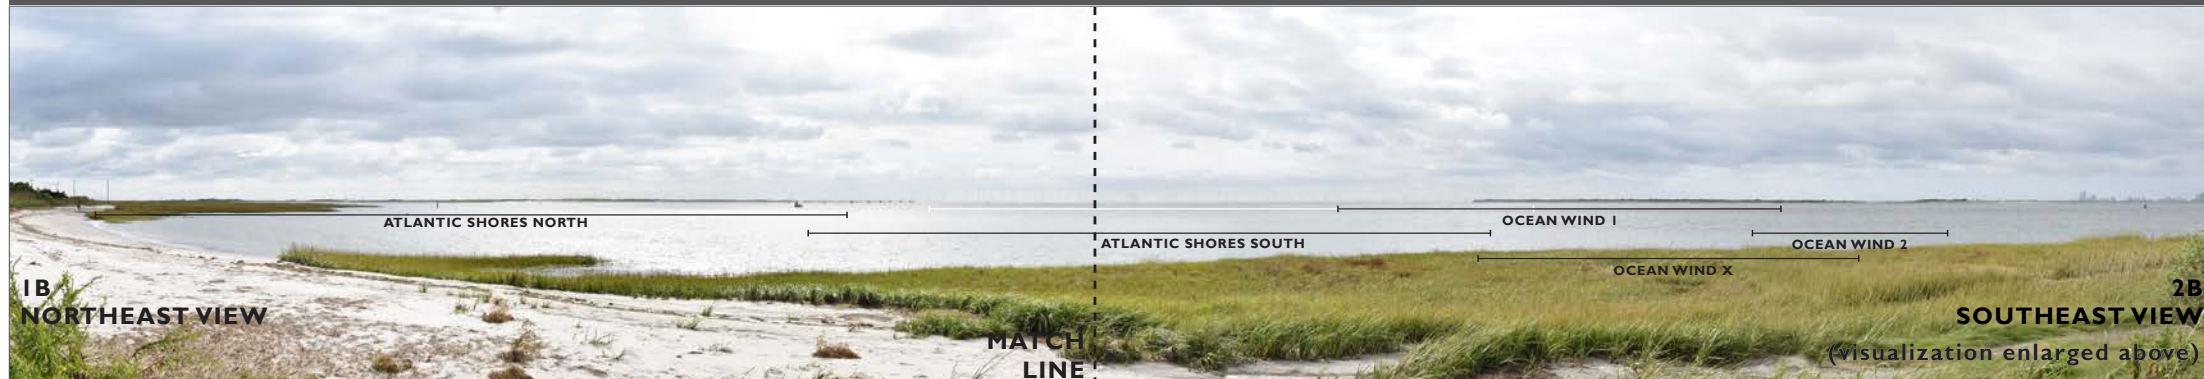 ATLANTIC SHORES NORTH
OCEAN WIND 1
ATLANTIC SHORES SOUTH
OCEAN WIND 2
OCEAN WIND X
1B
NORTHEAST VIEW
MATCH
LINE
2B
SOUTHEAST VIEW
(visualization enlarged above)